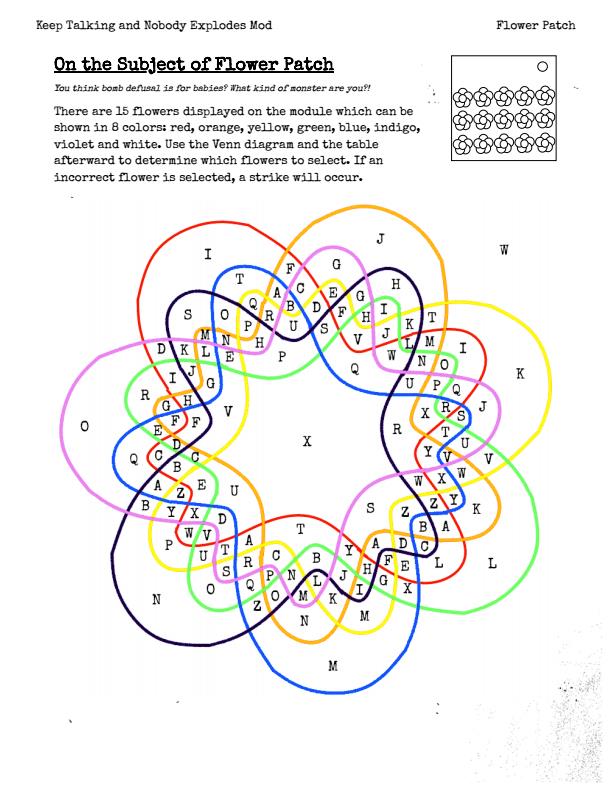 Keep Talking and Nobody Explodes Mod
Flower Patch
On the Subject of Flower Patch
You think bomb defusal is for babies? What kind of monster are you?!
There are 15 flowers displayed on the module which can be
shown in 8 colors: red, orange, yellow, green, blue, indigo,
violet and white. Use the Venn diagram and the table
afterward to determine which flowers to select. If an
incorrect flower is selected, a strike will occur.
J
I
W
G
F
T
H
C
E
A
G
Q
B
D
I
S
O
R
F
H
K
T
P
U
S
J
M
N
H
V
L
M
I
D
K
L
E
P
W
N
O
J
Q
K
I
G
U
P
Q
R
H
J
G
V
X
R
S
F
F
O
E
R
T
U
X
D
Y
V
Q
C
C
V
B
X
W
A
Z
E
U
W
B
Y
X
D
S
Z
Z
Y
K
W
V
T
B
A
P
A
Y
A
D
C
U
T
C
B
S
R
H
F
E
L
L
O
Q
P
N
L
J
I
G
X
N
Z
O
M
K
N
M
M